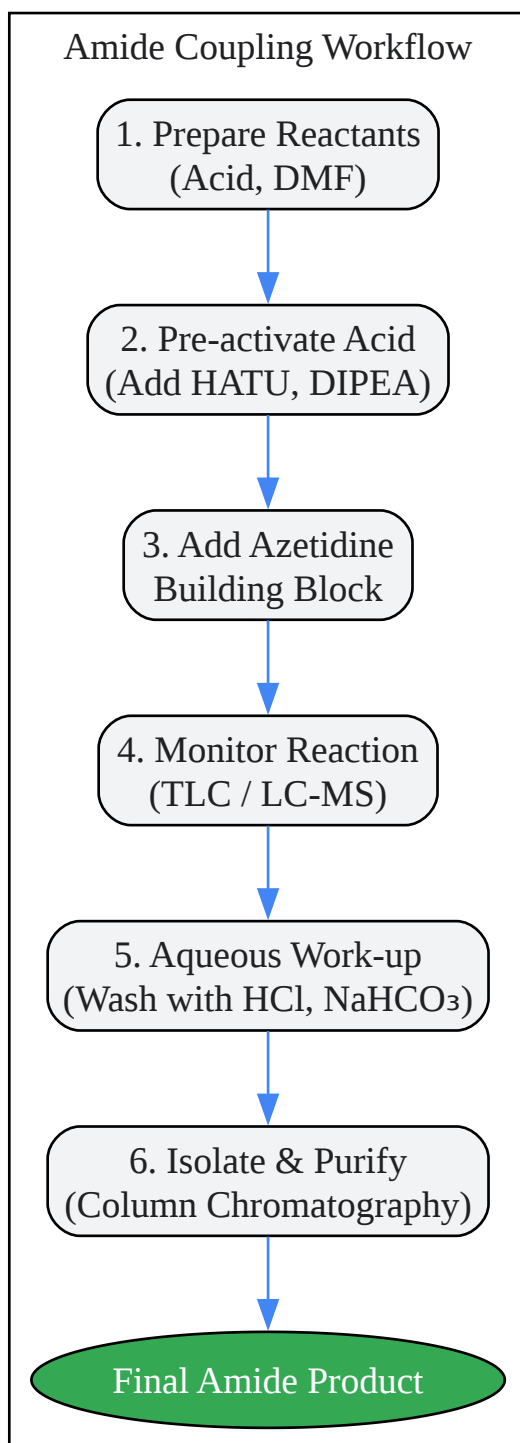 Amide Coupling Workflow
1. Prepare Reactants
(Acid, DMF)
2. Pre-activate Acid
(Add HATU, DIPEA)
3. Add Azetidine
Building Block
4. Monitor Reaction
(TLC / LC-MS)
5. Aqueous Work-up
(Wash with HCl, NaHCO₃)
6. Isolate & Purify
(Column Chromatography)
Final Amide Product